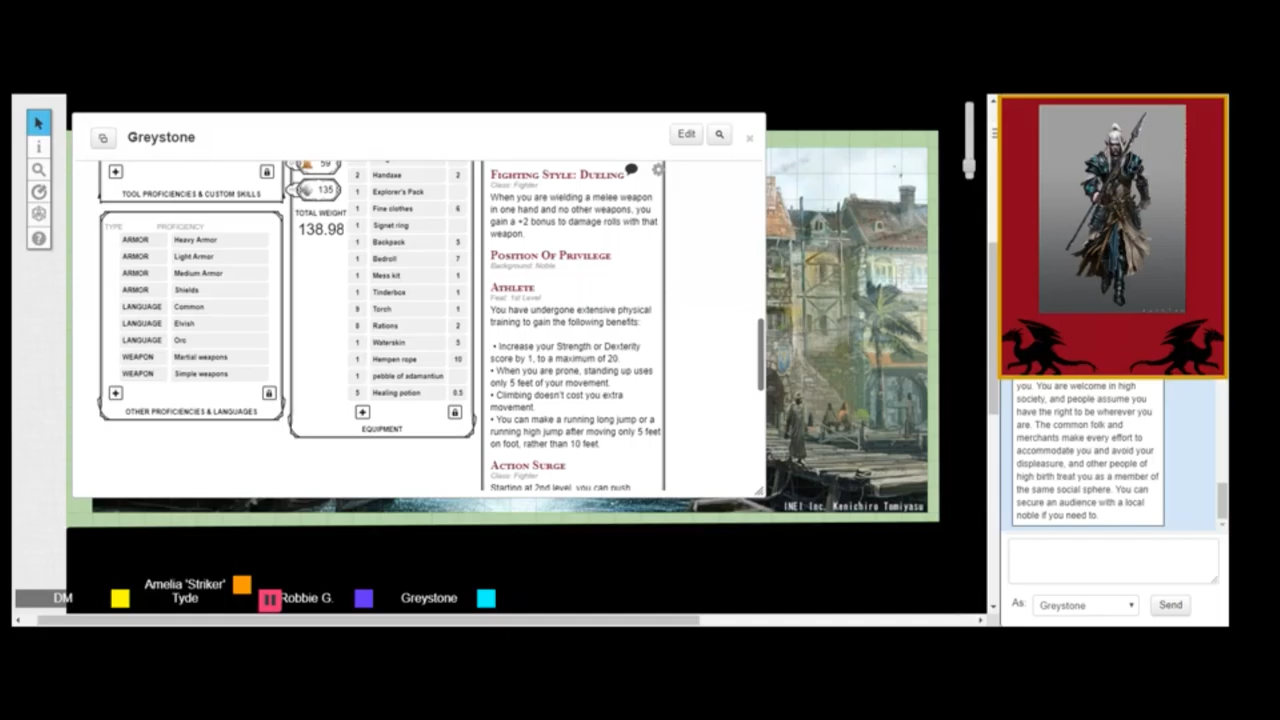 Greystone
Edit
59
135
TOTAL WEIGHT
138.98
TOOL PROFICIENCIES & CUSTOM SKILLS
TYPE PROFICIENCY
ARMOR Heavy Armor
ARMOR Light Armor
ARMOR Medium Armor
ARMOR Shields
LANGUAGE Common
LANGUAGE Elvish
LANGUAGE Orc
WEAPON Martial weapons
WEAPON Simple weapons
OTHER PROFICIENCIES & LANGUAGES
2 Handaxe 2
1 Explorer's Pack
1 Fine clothes 6
1 Signet ring
1 Backpack 5
1 Bedroll 7
1 Mess kit 1
1 Tinderbox 1
9 Torch 1
8 Rations 2
1 Waterskin 5
1 Hempen rope 10
1 pebble of adamantiun
5 Healing potion 0.5
EQUIPMENT
FIGHTING STYLE: DUELING
Class: Fighter
When you are wielding a melee weapon
in one hand and no other weapons, you
gain a +2 bonus to damage rolls with that
weapon.
POSITION OF PRIVILEGE
Background: Noble
ATHLETE
Feat: 1st Level
You have undergone extensive physical
training to gain the following benefits:
• Increase your Strength or Dexterity
score by 1, to a maximum of 20.
• When you are prone, standing up uses
only 5 feet of your movement.
• Climbing doesn't cost you extra
movement.
• You can make a running long jump or a
running high jump after moving only 5 feet
on foot, rather than 10 feet.
ACTION SURGE
Class: Fighter
Starting at 2nd level, you can push
INEI Inc. Kenichiro Tomiyasu
you. You are welcome in high
society, and people assume you
have the right to be wherever you
are. The common folk and
merchants make every effort to
accommodate you and avoid your
displeasure, and other people of
high birth treat you as a member of
the same social sphere. You can
secure an audience with a local
noble if you need to.
As: Greystone Send
DM
Amelia 'Striker'
Tyde
Robbie G.
Greystone